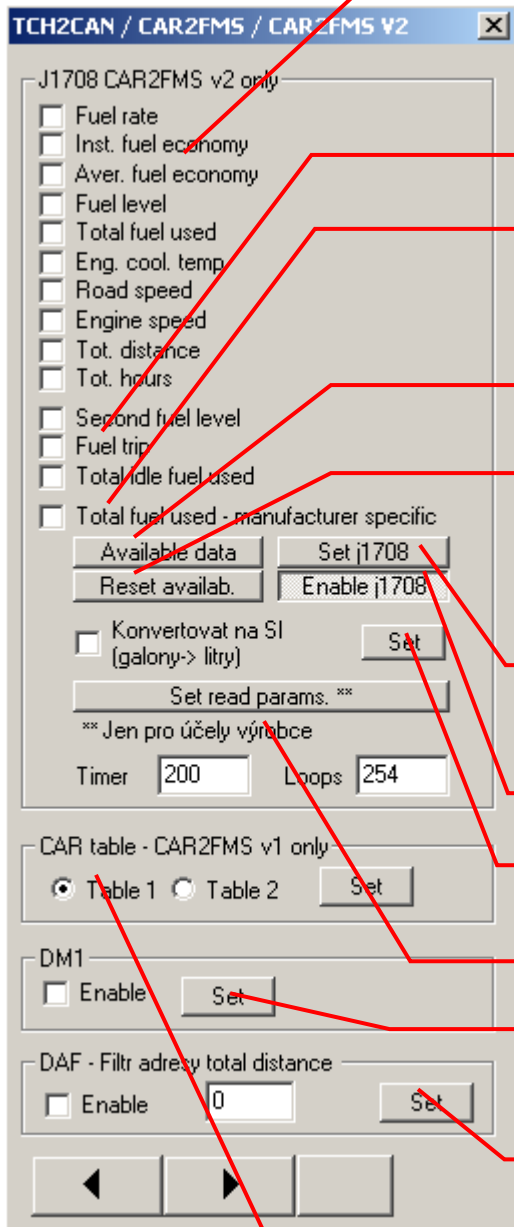 TCH2CAN / CAR2FMS / CAR2FMS V2
J1708 CAR2FMS v2 only
Fuel rate
Inst. fuel economy
Aver. fuel economy
Fuel level
Total fuel used
Eng. cool. temp.
Road speed
Engine speed
Tot. distance
Tot. hours
Second fuel level
Fuel trip
Total idle fuel used
Total fuel used - manufacturer specific
Available data Set j1708
Reset availab. Enable j1708
Konvertovat na SI
(galony-> litry) Set
Set read params. **
** Jen pro účely výrobce
Timer 200 Loops 254
CAR table - CAR2FMS v1 only
Table 1 Table 2 Set
DM1
Enable Set
DAF - Filtr adresy total distance
Enable 0 Set